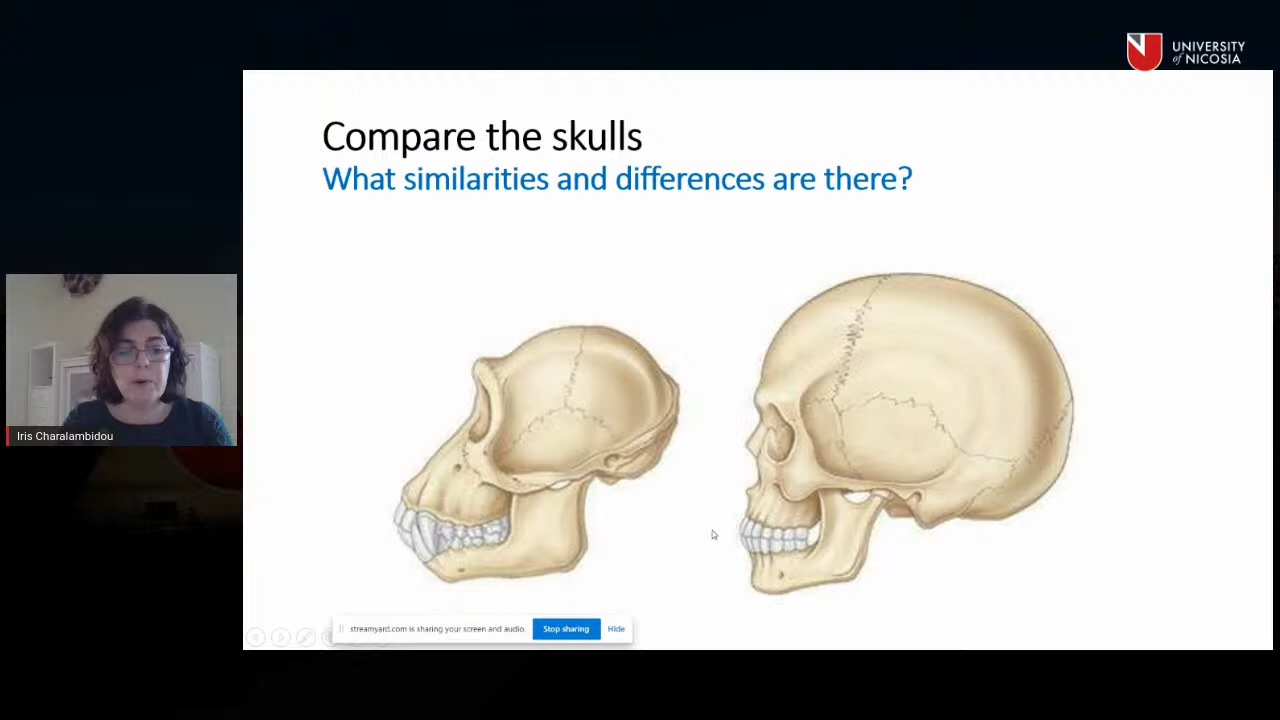 UNIVERSITY
of NICOSIA
Compare the skulls
What similarities and differences are there?
Iris Charalambidou
streamyard.com is sharing your screen and audio.
Stop sharing
Hide